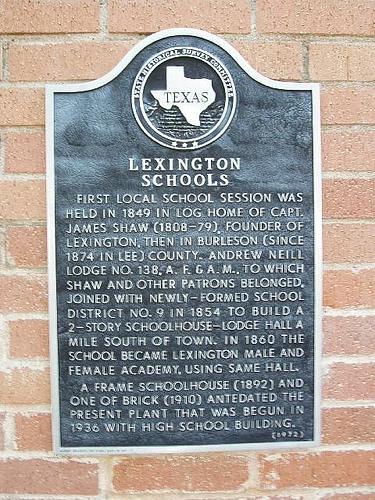 STATE HISTORICAL SURVEY COMMITTEE
TEXAS
LEXINGTON
SCHOOLS
FIRST LOCAL SCHOOL SESSION WAS
HELD IN 1849 IN LOG HOME OF CAPT.
JAMES SHAW (1808-79), FOUNDER OF
LEXINGTON, THEN IN BURLESON (SINCE
1874 IN LEE) COUNTY. ANDREW NEILL
LODGE NO. 138, A. F. & A. M., TO WHICH
SHAW AND OTHER PATRONS BELONGED,
JOINED WITH NEWLY-FORMED SCHOOL
DISTRICT NO. 9 IN 1854 TO BUILD A
2-STORY SCHOOLHOUSE-LODGE HALL A
MILE SOUTH OF TOWN. IN 1860 THE
SCHOOL BECAME LEXINGTON MALE AND
FEMALE ACADEMY, USING SAME HALL.
A FRAME SCHOOLHOUSE (1892) AND
ONE OF BRICK (1910) ANTEDATED THE
PRESENT PLANT THAT WAS BEGUN IN
1936 WITH HIGH SCHOOL BUILDING.
(1972)